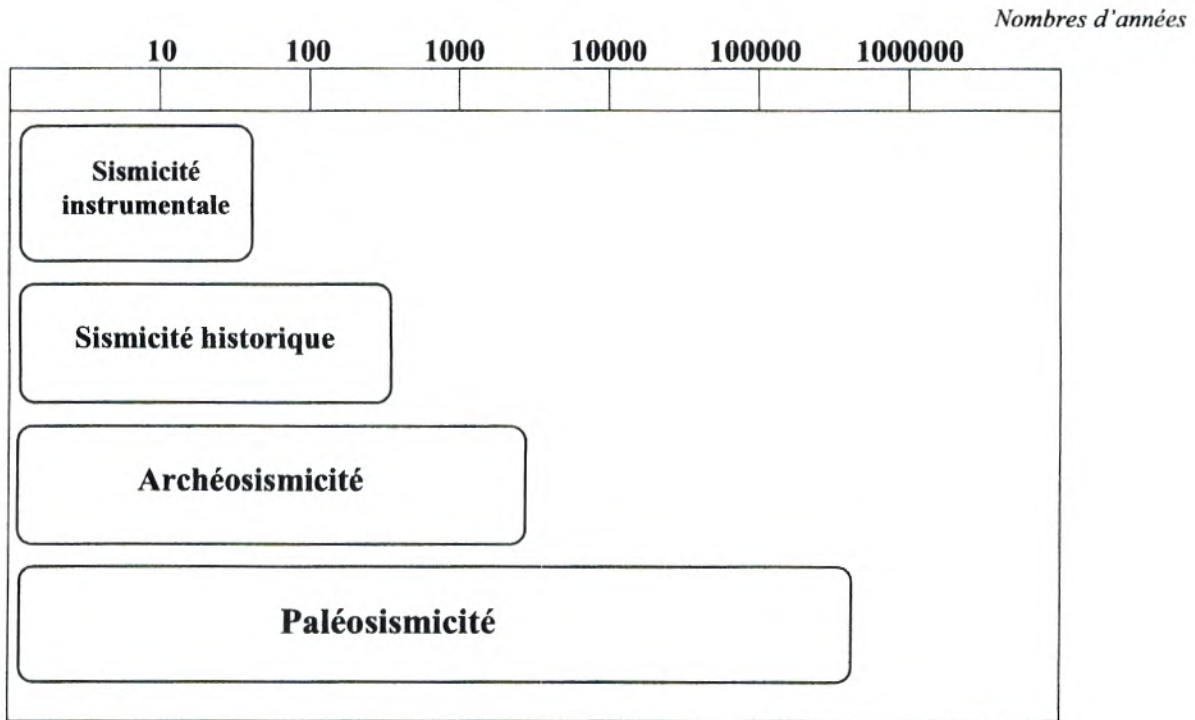 Nombres d'années
10 100 1000 10000 100000 1000000
Sismicité
instrumentale
Sismicité historique
Archéosismicité
Paléosismicité